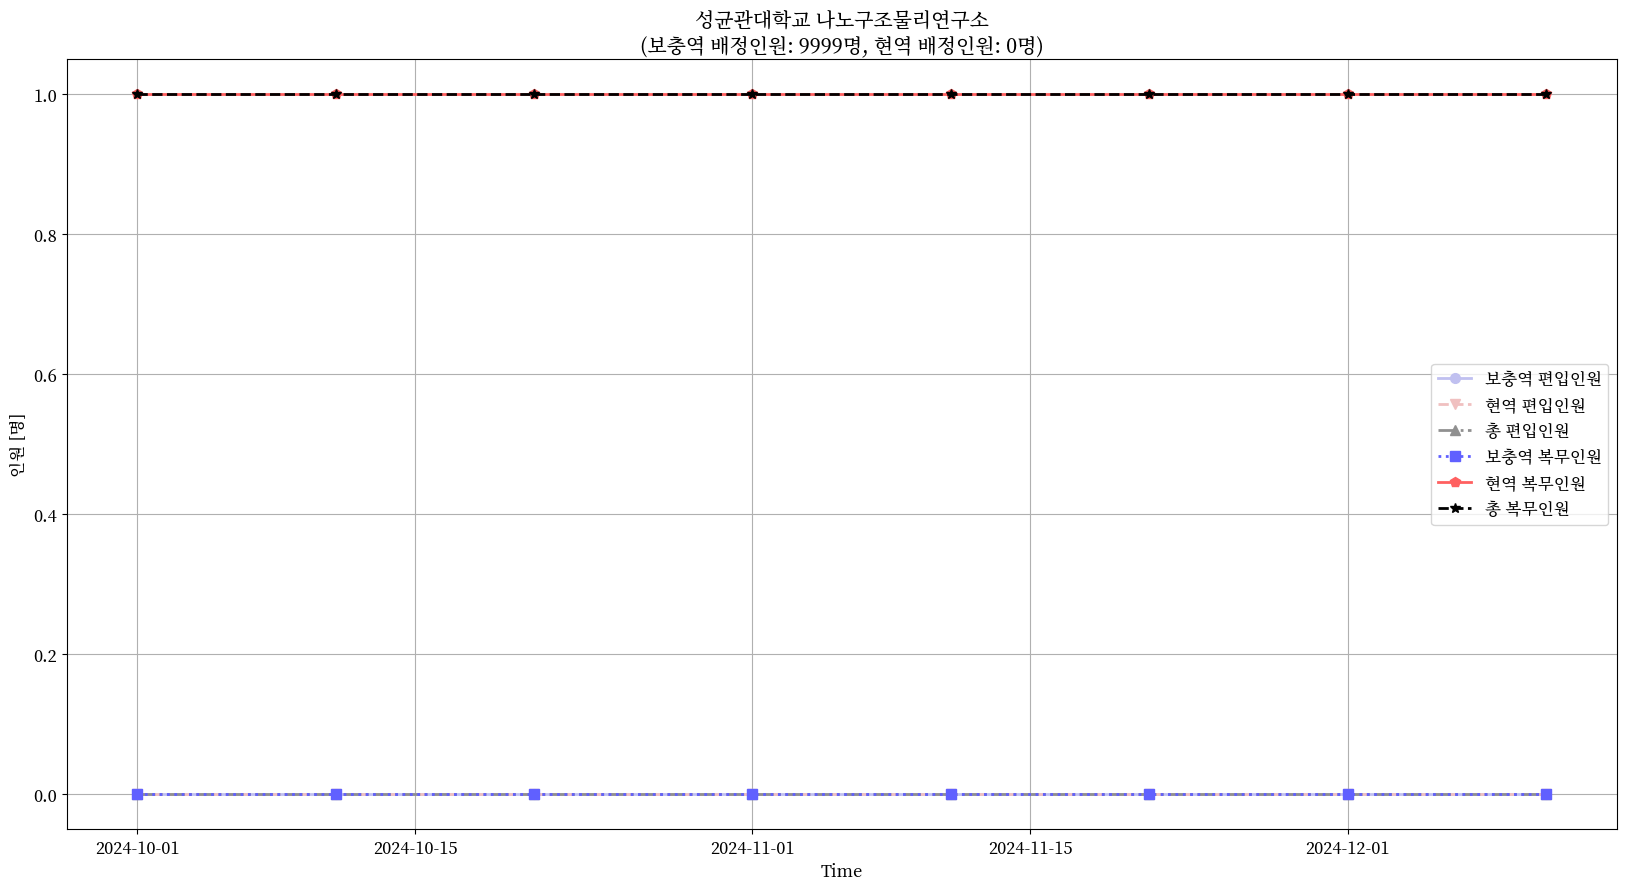 성균관대학교 나노구조물리연구소
(보충역 배정인원: 9999명, 현역 배정인원: 0명)
1.0
0.8
0.6
0.4
0.2
0.0
인원 [명]
보충역 편입인원
현역 편입인원
총 편입인원
보충역 복무인원
현역 복무인원
총 복무인원
2024-10-01
2024-10-15
2024-11-01
2024-11-15
2024-12-01
Time